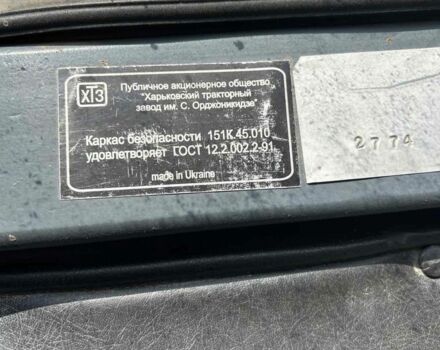 ХТЗ
Публичное акционерное общество
"Харьковский тракторный
завод им. С. Орджоникидзе"
Каркас безопасности 151К.45.010
удовлетворяет ГОСТ 12.2.002.2-91
made in Ukraine
2774